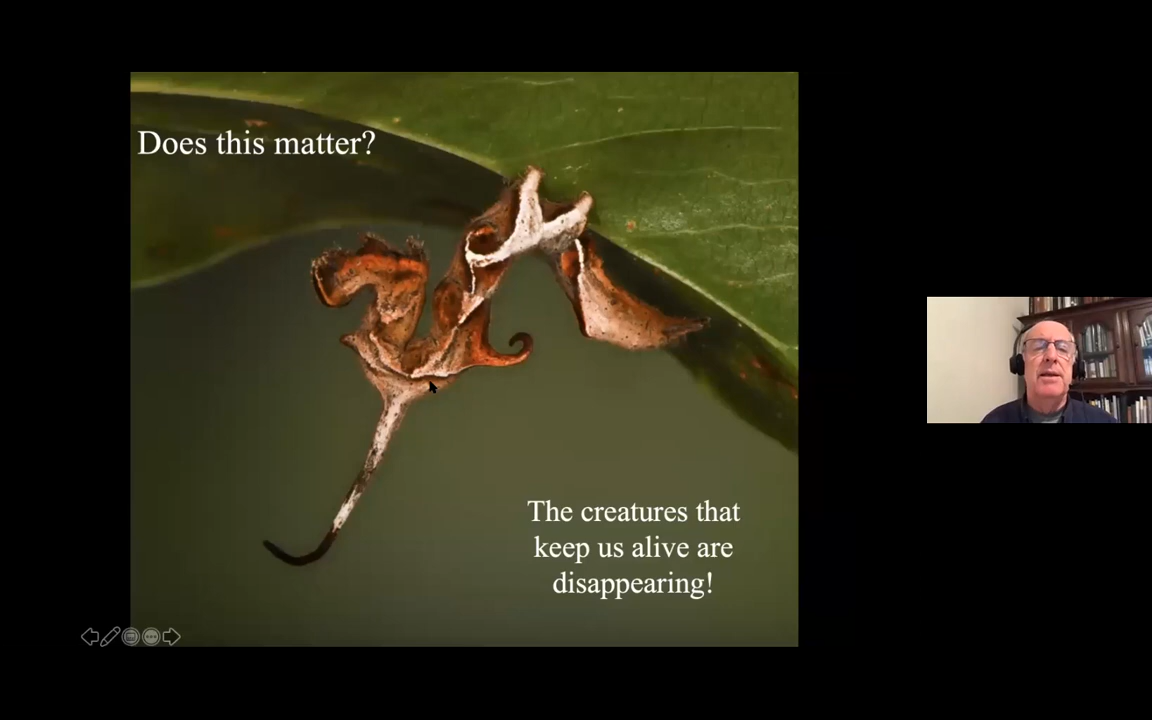 Does this matter?
The creatures that
keep us alive are
disappearing!